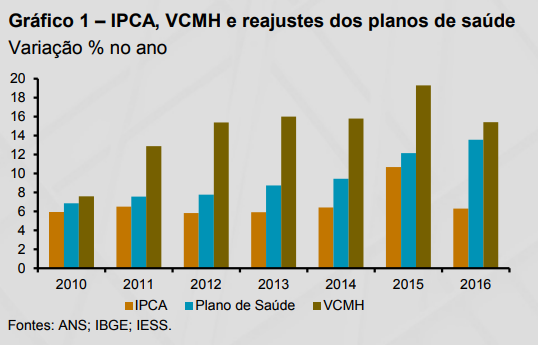 Gráfico 1 – IPCA, VCMH e reajustes dos planos de saúde
Variação % no ano
20
18
16
14
12
10
8
6
4
2
0
2010 2011 2012 2013 2014 2015 2016
IPCA Plano de Saúde VCMH
Fontes: ANS; IBGE; IESS.